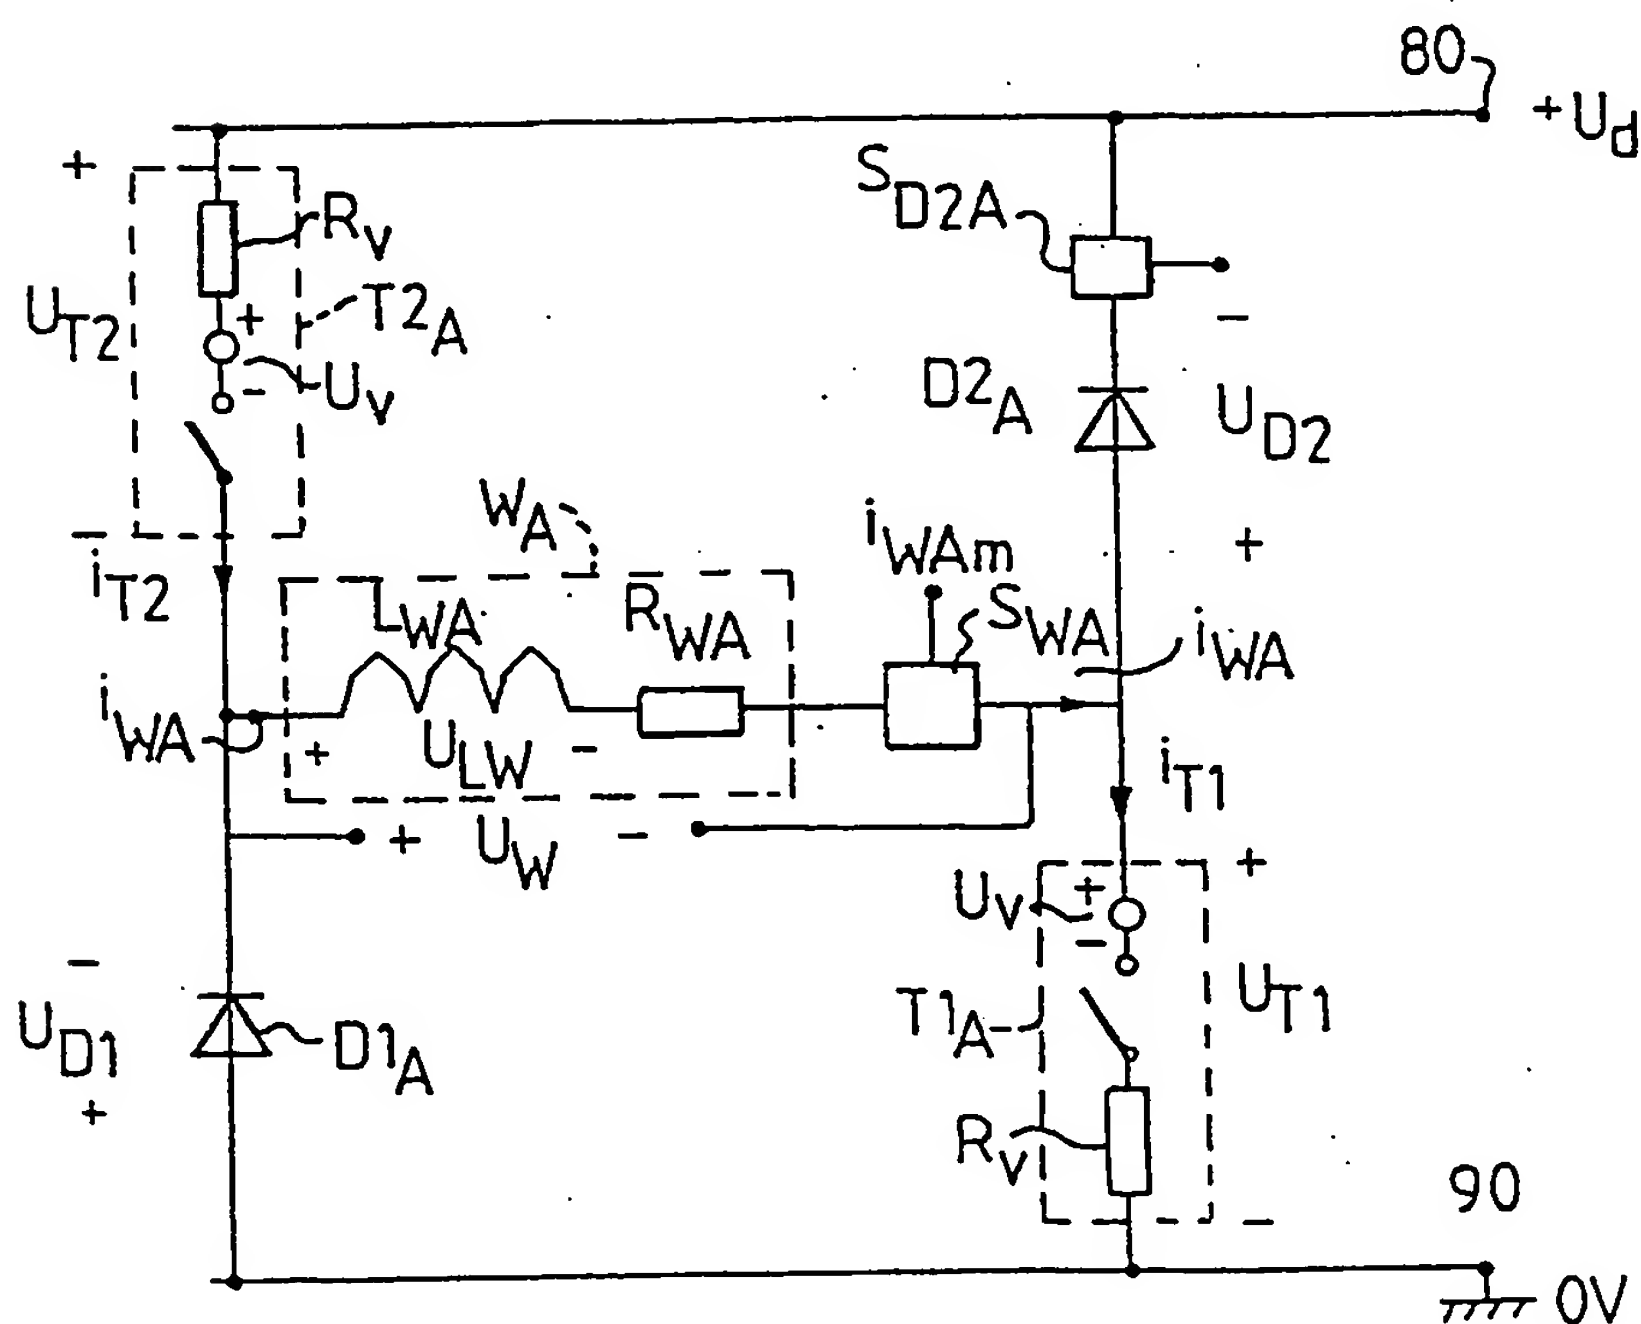 80
+Ud
+
SD2A
Rv
UT2
+
T2A
-
Uv
-
D2A
UD2
WA
iWAm
+
-
iT2
LWA
RWA
SWA
iWA
iWA
+
ULW
-
iT1
+
UW
-
Uv
+
-
+
-
UD1
+
D1A
T1A
UT1
Rv
-
90
0V